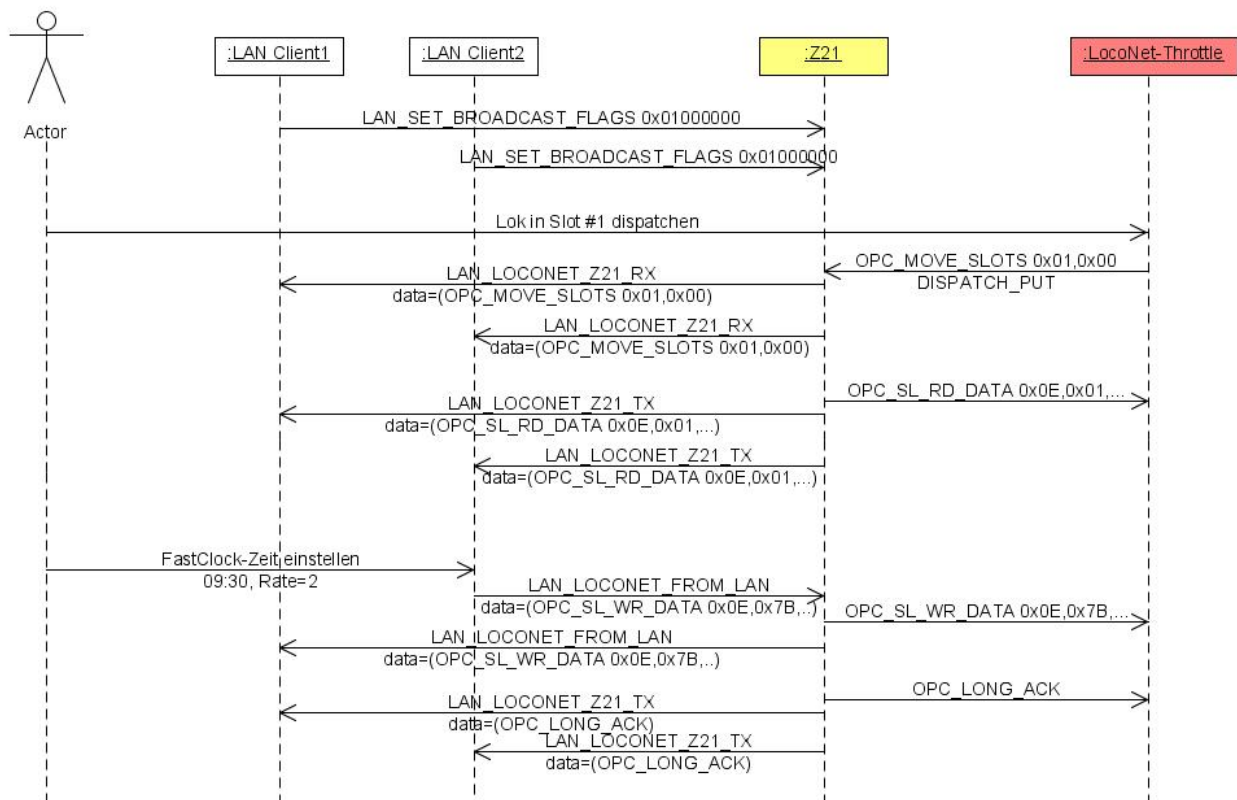 :LAN Client1
:LAN Client2
:Z21
:LocoNet-Throttle
Actor
LAN_SET_BROADCAST_FLAGS 0x01000000
LAN_SET_BROADCAST_FLAGS 0x01000000
Lok in Slot #1 dispatchen
OPC_MOVE_SLOTS 0x01,0x00
DISPATCH_PUT
LAN_LOCONET_Z21_RX
data=(OPC_MOVE_SLOTS 0x01,0x00)
LAN_LOCONET_Z21_RX
data=(OPC_MOVE_SLOTS 0x01,0x00)
OPC_SL_RD_DATA 0x0E,0x01,...
LAN_LOCONET_Z21_TX
data=(OPC_SL_RD_DATA 0x0E,0x01,...)
LAN_LOCONET_Z21_TX
data=(OPC_SL_RD_DATA 0x0E,0x01,...)
FastClock-Zeit einstellen
09:30, Rate=2
LAN_LOCONET_FROM_LAN
data=(OPC_SL_WR_DATA 0x0E,0x7B,..)
OPC_SL_WR_DATA 0x0E,0x7B,...
LAN_LOCONET_FROM_LAN
data=(OPC_SL_WR_DATA 0x0E,0x7B,..)
OPC_LONG_ACK
LAN_LOCONET_Z21_TX
data=(OPC_LONG_ACK)
LAN_LOCONET_Z21_TX
data=(OPC_LONG_ACK)